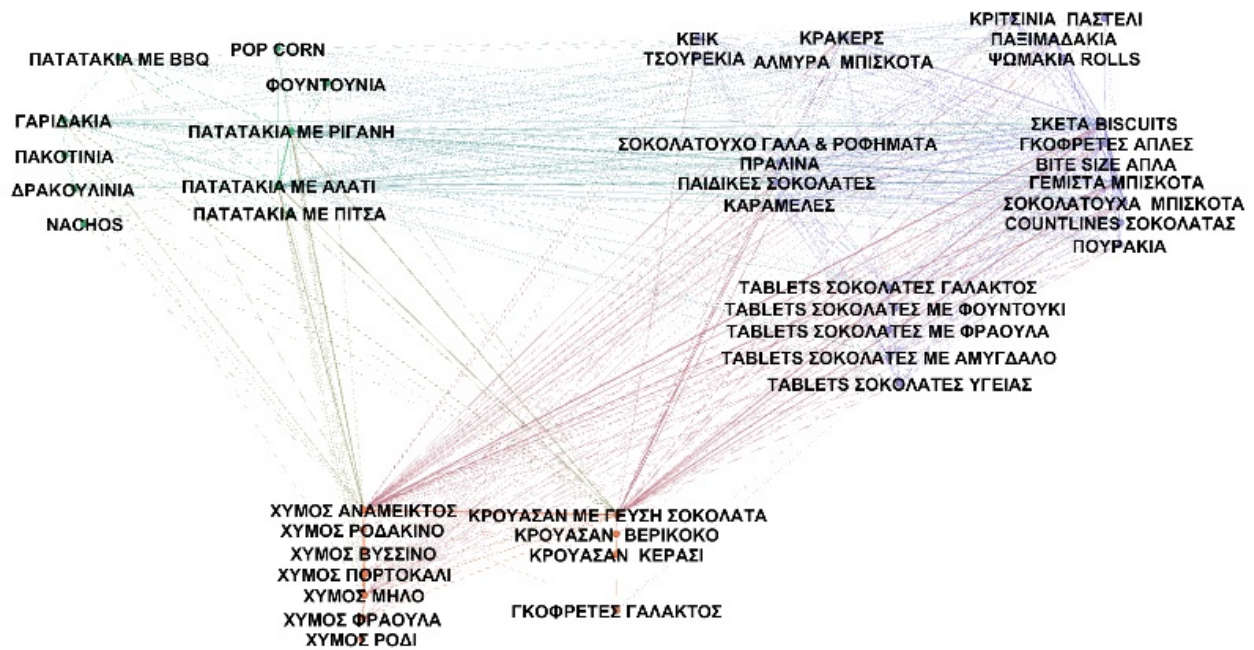 ΠΑΤΑΤΑΚΙΑ ΜΕ BBQ
POP CORN
ΦΟΥΝΤΟΥΝΙΑ
ΓΑΡΙΔΑΚΙΑ
ΠΑΤΑΤΑΚΙΑ ΜΕ ΡΙΓΑΝΗ
ΠΑΚΟΤΙΝΙΑ
ΔΡΑΚΟΥΛΙΝΙΑ
ΠΑΤΑΤΑΚΙΑ ΜΕ ΑΛΑΤΙ
ΠΑΤΑΤΑΚΙΑ ΜΕ ΠΙΤΣΑ
NACHOS
ΚΕΙΚ
ΤΣΟΥΡΕΚΙΑ
ΚΡΑΚΕΡΣ
ΑΛΜΥΡΑ ΜΠΙΣΚΟΤΑ
ΚΡΙΤΣΙΝΙΑ ΠΑΣΤΕΛΙ
ΠΑΞΙΜΑΔΑΚΙΑ
ΨΩΜΑΚΙΑ ROLLS
ΣΟΚΟΛΑΤΟΥΧΟ ΓΑΛΑ & ΡΟΦΗΜΑΤΑ
ΠΡΑΛΙΝΑ
ΠΑΙΔΙΚΕΣ ΣΟΚΟΛΑΤΕΣ
ΚΑΡΑΜΕΛΕΣ
ΣΚΕΤΑ BISCUITS
ΓΚΟΦΡΕΤΕΣ ΑΠΛΕΣ
BITE SIZE ΑΠΛΑ
ΓΕΜΙΣΤΑ ΜΠΙΣΚΟΤΑ
ΣΟΚΟΛΑΤΟΥΧΑ ΜΠΙΣΚΟΤΑ
COUNTLINES ΣΟΚΟΛΑΤΑΣ
ΠΟΥΡΑΚΙΑ
TABLETS ΣΟΚΟΛΑΤΕΣ ΓΑΛΑΚΤΟΣ
TABLETS ΣΟΚΟΛΑΤΕΣ ΜΕ ΦΟΥΝΤΟΥΚΙ
TABLETS ΣΟΚΟΛΑΤΕΣ ΜΕ ΦΡΑΟΥΛΑ
TABLETS ΣΟΚΟΛΑΤΕΣ ΜΕ ΑΜΥΓΔΑΛΟ
TABLETS ΣΟΚΟΛΑΤΕΣ ΥΓΕΙΑΣ
ΧΥΜΟΣ ΑΝΑΜΕΙΚΤΟΣ
ΧΥΜΟΣ ΡΟΔΑΚΙΝΟ
ΧΥΜΟΣ ΒΥΣΣΙΝΟ
ΧΥΜΟΣ ΠΟΡΤΟΚΑΛΙ
ΧΥΜΟΣ ΜΗΛΟ
ΧΥΜΟΣ ΦΡΑΟΥΛΑ
ΧΥΜΟΣ ΡΟΔΙ
ΚΡΟΥΑΣΑΝ ΜΕ ΓΕΥΣΗ ΣΟΚΟΛΑΤΑ
ΚΡΟΥΑΣΑΝ ΒΕΡΙΚΟΚΟ
ΚΡΟΥΑΣΑΝ ΚΕΡΑΣΙ
ΓΚΟΦΡΕΤΕΣ ΓΑΛΑΚΤΟΣ